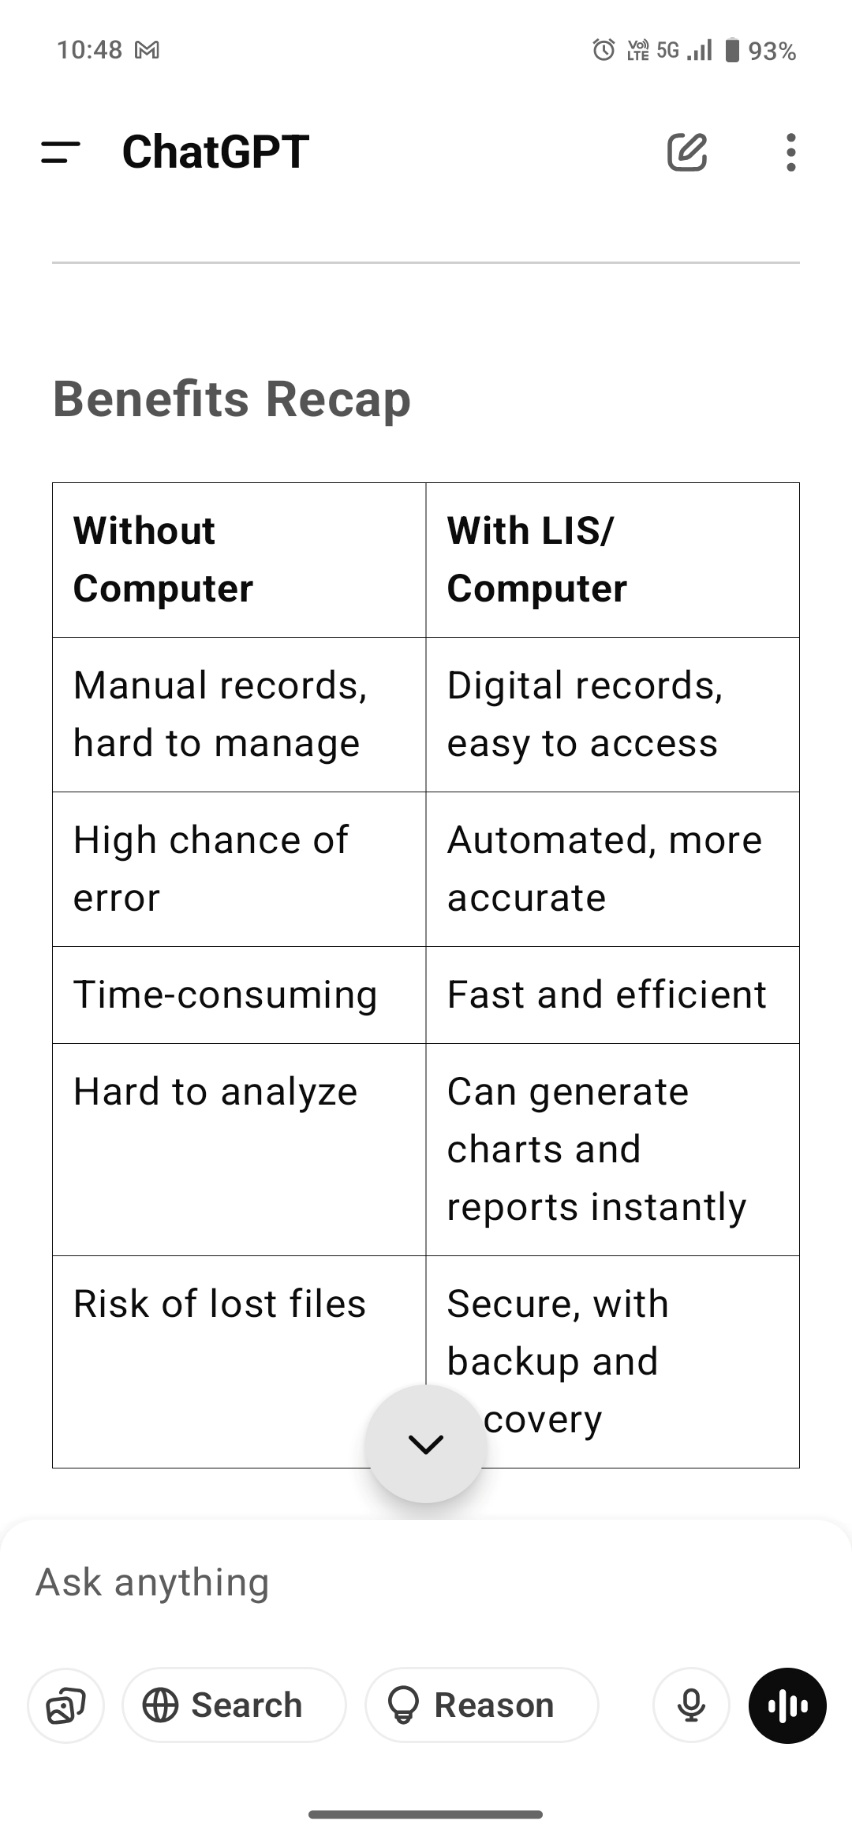 10:48 Vo) LTE 5G 93%
ChatGPT
Benefits Recap
Without
Computer
With LIS/
Computer
Manual records,
hard to manage
Digital records,
easy to access
High chance of
error
Automated, more
accurate
Time-consuming
Fast and efficient
Hard to analyze
Can generate
charts and
reports instantly
Risk of lost files
Secure, with
backup and
covery
Ask anything
Search
Reason